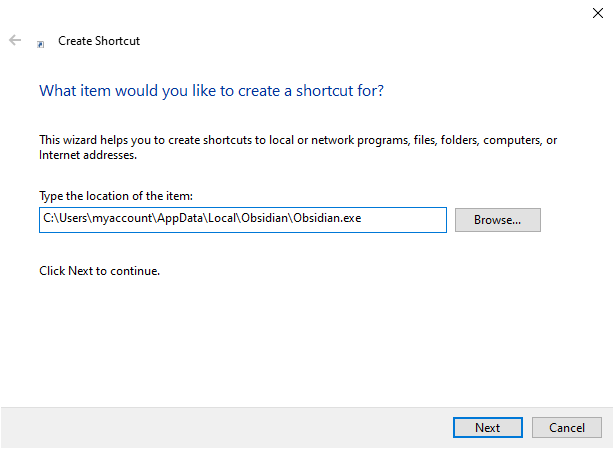 Create Shortcut
What item would you like to create a shortcut for?
This wizard helps you to create shortcuts to local or network programs, files, folders, computers, or
Internet addresses.
Type the location of the item:
C:\Users\myaccount\AppData\Local\Obsidian\Obsidian.exe
Browse...
Click Next to continue.
Next
Cancel